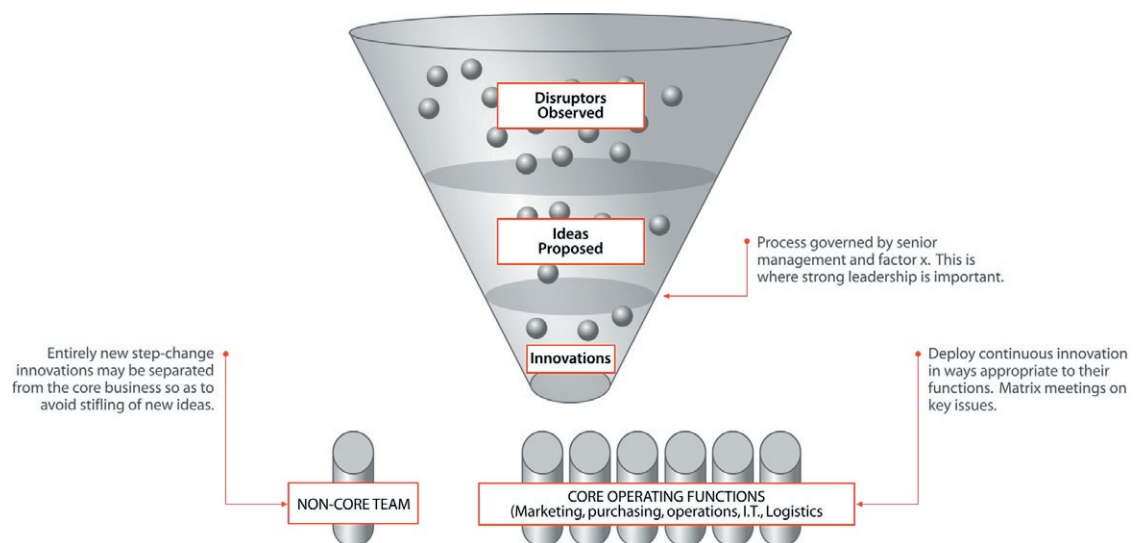 Disruptors
Observed
Ideas
Proposed
Process governed by senior
management and factor x. This is
where strong leadership is important.
Innovations
Entirely new step-change
innovations may be separated
from the core business so as to
avoid stifling of new ideas.
Deploy continuous innovation
in ways appropriate to their
functions. Matrix meetings on
key issues.
NON-CORE TEAM
CORE OPERATING FUNCTIONS
(Marketing, purchasing, operations, I.T., Logistics